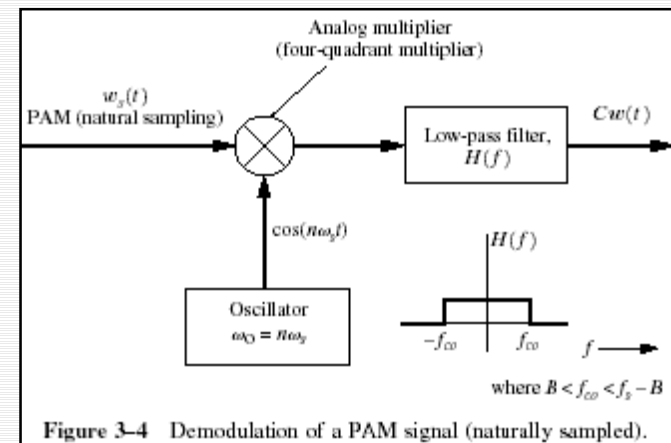 Analog multiplier
(four-quadrant multiplier)
w_s(t)
PAM (natural sampling)
Cw(t)
Low-pass filter,
H(f)
cos(nω_s t)
H(f)
Oscillator
ω_O = nω_s
−f_co
f_co
f
where B < f_co < f_s − B
Figure 3–4 Demodulation of a PAM signal (naturally sampled).